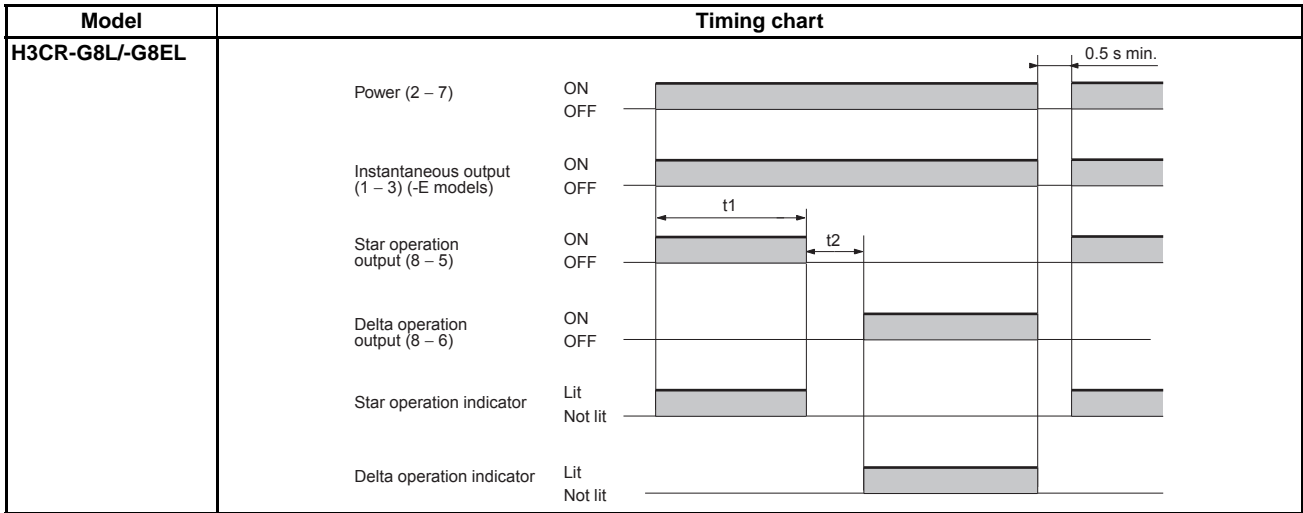 Model
Timing chart
H3CR-G8L/-G8EL
0.5 s min.
Power (2 – 7)
ON
OFF
Instantaneous output
(1 – 3) (-E models)
ON
OFF
t1
Star operation
output (8 – 5)
ON
OFF
t2
Delta operation
output (8 – 6)
ON
OFF
Star operation indicator
Lit
Not lit
Delta operation indicator
Lit
Not lit